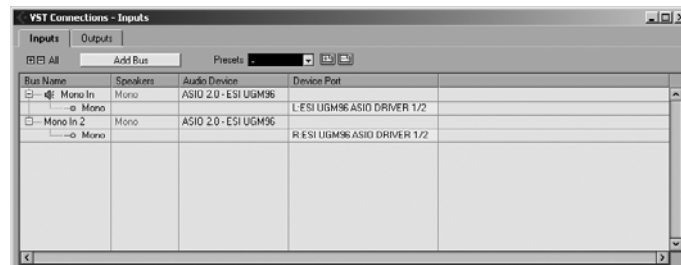 VST Connections - Inputs
Inputs Outputs
All Add Bus Presets -
Bus Name Speakers Audio Device Device Port
Mono In Mono ASIO 2.0 - ESI UGM96
Mono L:ESI UGM96 ASIO DRIVER 1/2
Mono In 2 Mono ASIO 2.0 - ESI UGM96
Mono R:ESI UGM96 ASIO DRIVER 1/2